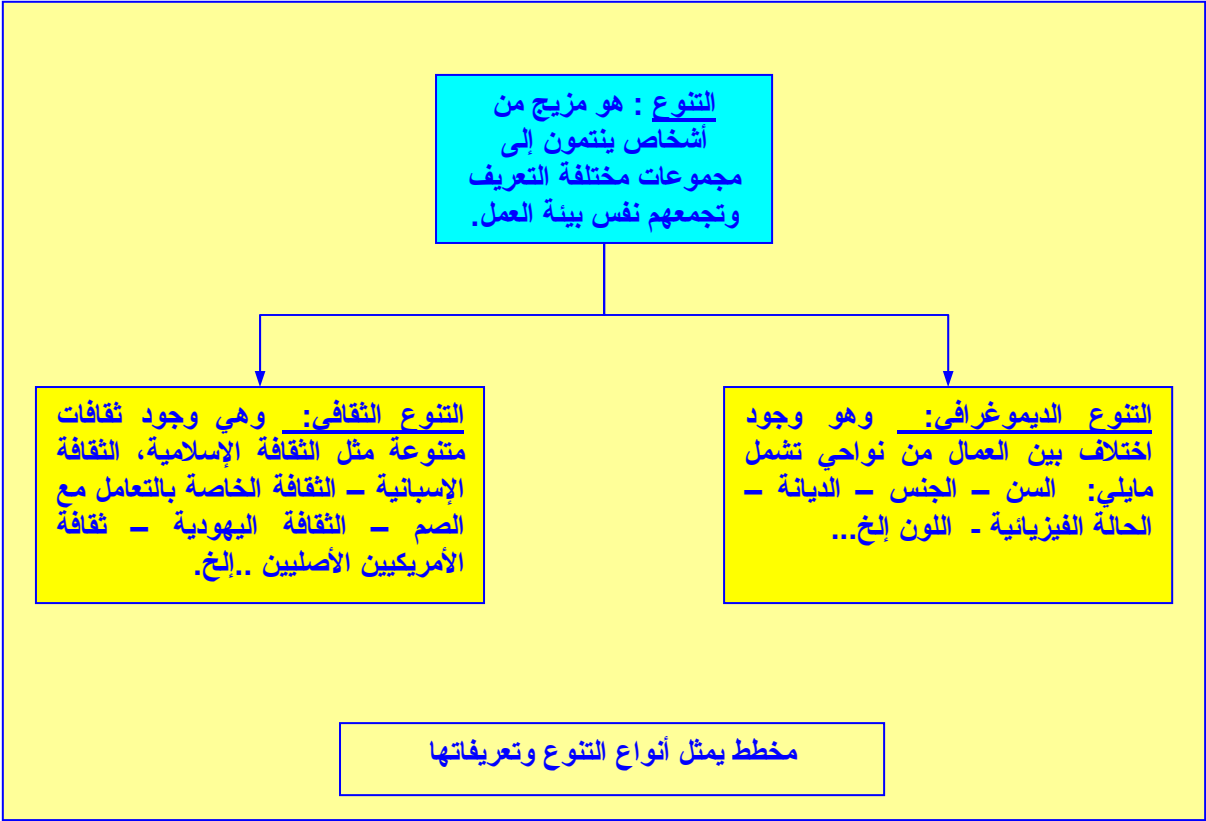 التنوع : هو مزيج من
أشخاص ينتمون إلى
مجموعات مختلفة التعريف
وتجمعهم نفس بيئة العمل.
التنوع الديموغرافي: وهو وجود
اختلاف بين العمال من نواحي تشمل
مايلي: السن – الجنس – الديانة –
الحالة الفيزيائية - اللون إلخ...
التنوع الثقافي: وهي وجود ثقافات
متنوعة مثل الثقافة الإسلامية، الثقافة
الإسبانية – الثقافة الخاصة بالتعامل مع
الصم – الثقافة اليهودية – ثقافة
الأمريكيين الأصليين ..إلخ.
مخطط يمثل أنواع التنوع وتعريفاتها